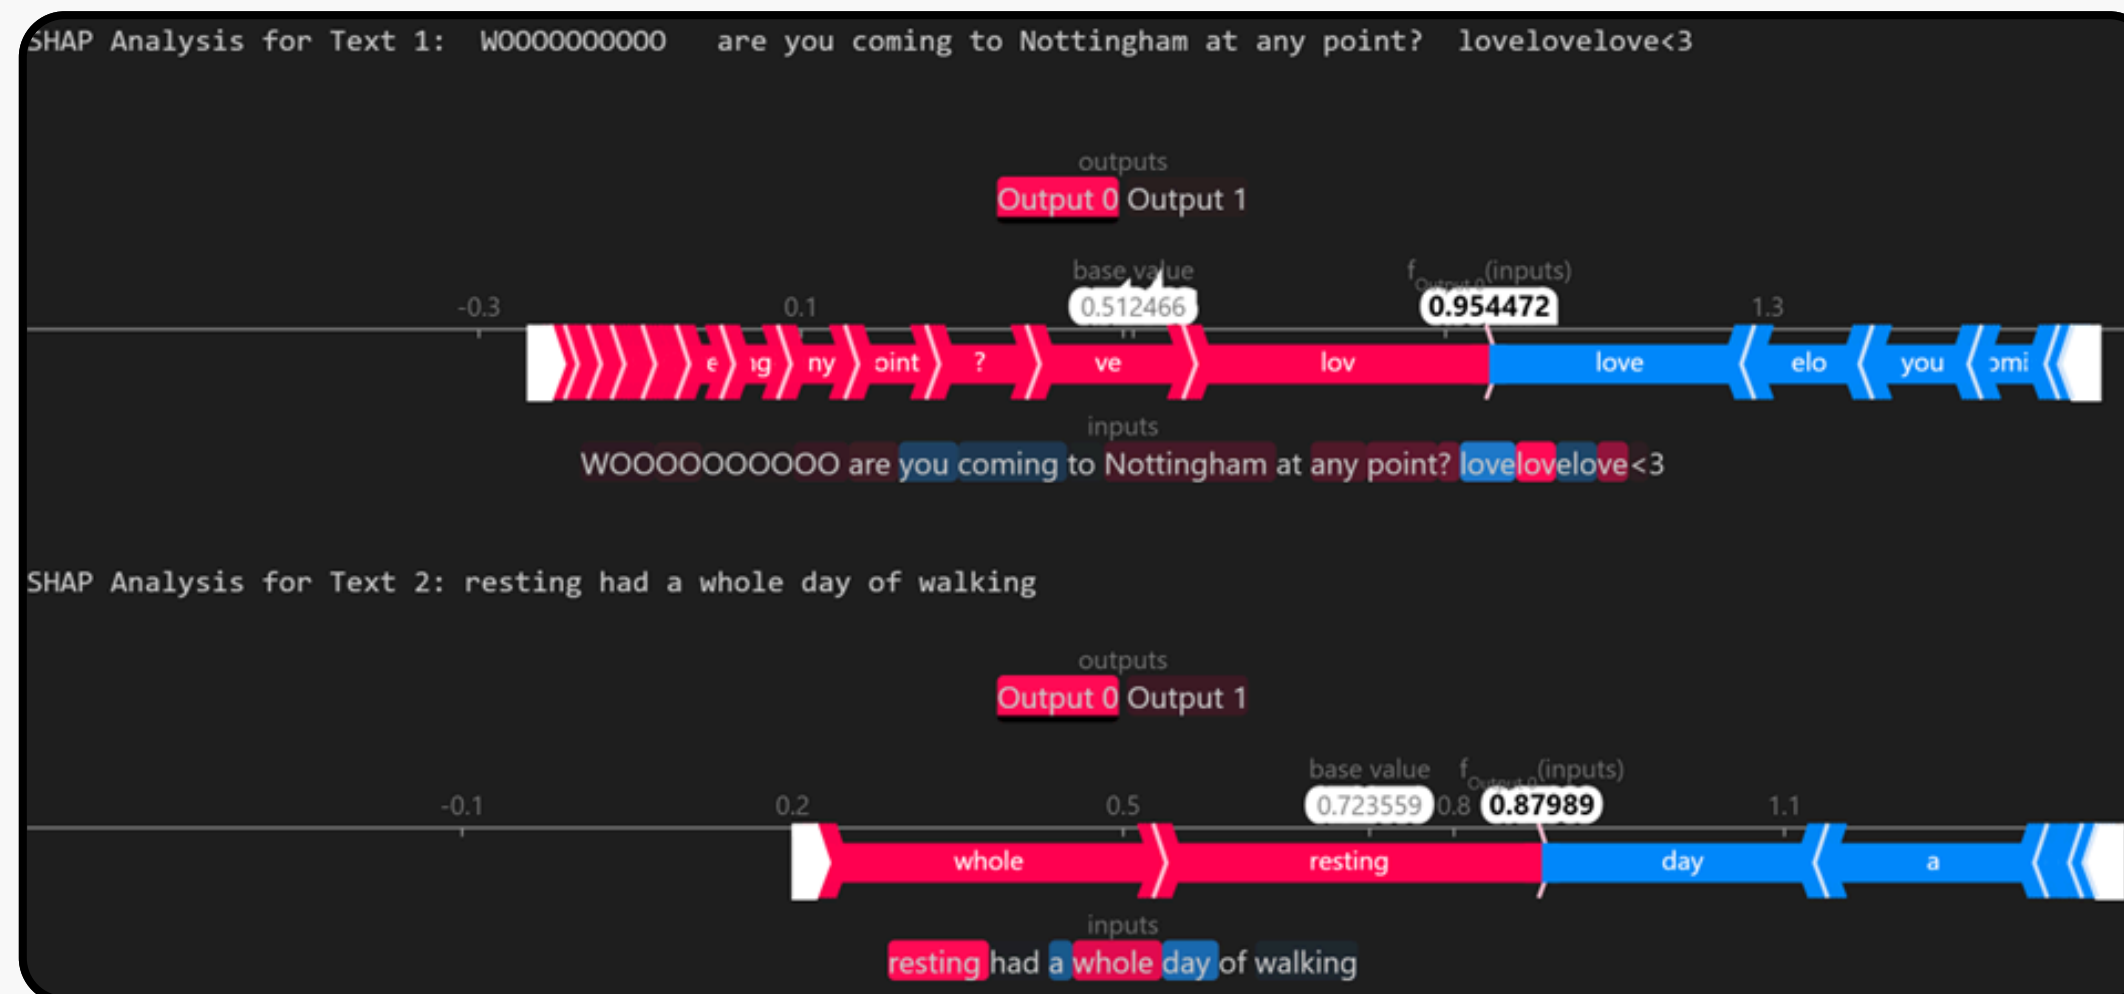 SHAP Analysis for Text 1: WOOOOOOOOOO are you coming to Nottingham at any point? lovelovelove<3
outputs
Output 0 Output 1
base value f Output 0 (inputs)
-0.3 0.1 0.512466 0.954472 1.3
e ng ny oint ? ve lov love elo you omi
inputs
WOOOOOOOOOO are you coming to Nottingham at any point? lovelovelove<3
SHAP Analysis for Text 2: resting had a whole day of walking
outputs
Output 0 Output 1
base value f Output 0 (inputs)
-0.1 0.2 0.5 0.723559 0.8 0.87989 1.1
whole resting day a
inputs
resting had a whole day of walking